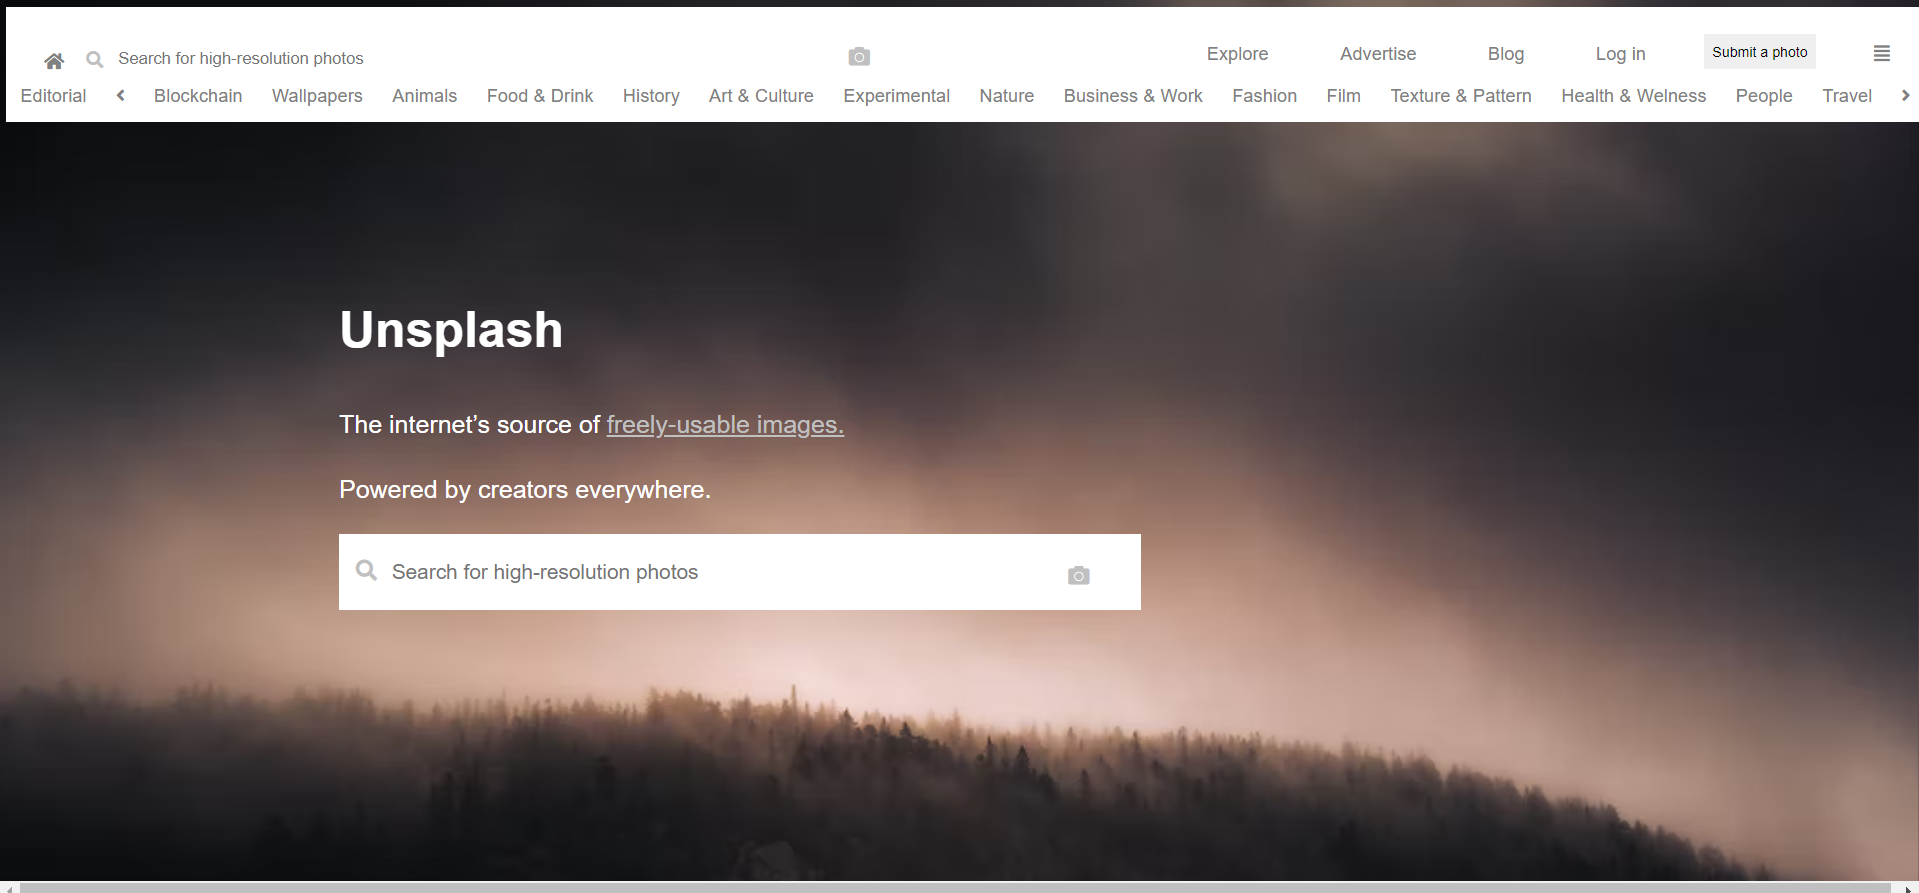 Search for high-resolution photos Explore Advertise Blog Log in Submit a photo
Editorial Blockchain Wallpapers Animals Food & Drink History Art & Culture Experimental Nature Business & Work Fashion Film Texture & Pattern Health & Welness People Travel
Unsplash
The internet’s source of freely-usable images.
Powered by creators everywhere.
Search for high-resolution photos